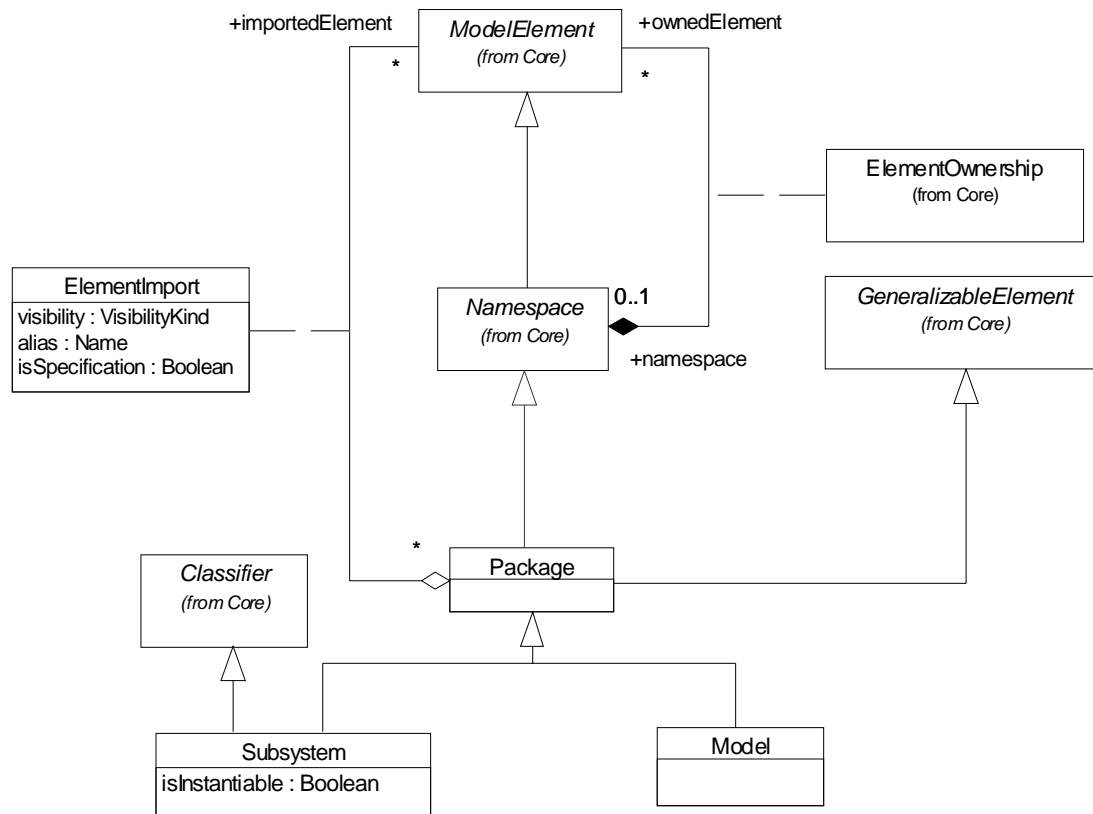 +importedElement
*
ModelElement
(from Core)
+ownedElement
*
ElementOwnership
(from Core)
ElementImport
visibility : VisibilityKind
alias : Name
isSpecification : Boolean
Namespace
(from Core)
0..1
+namespace
GeneralizableElement
(from Core)
*
Package
Classifier
(from Core)
Subsystem
isInstantiable : Boolean
Model